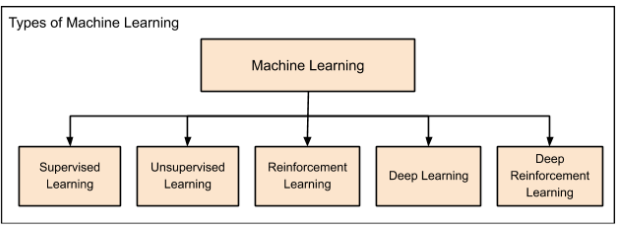 Types of Machine Learning
Machine Learning
Supervised
Learning
Unsupervised
Learning
Reinforcement
Learning
Deep Learning
Deep
Reinforcement
Learning